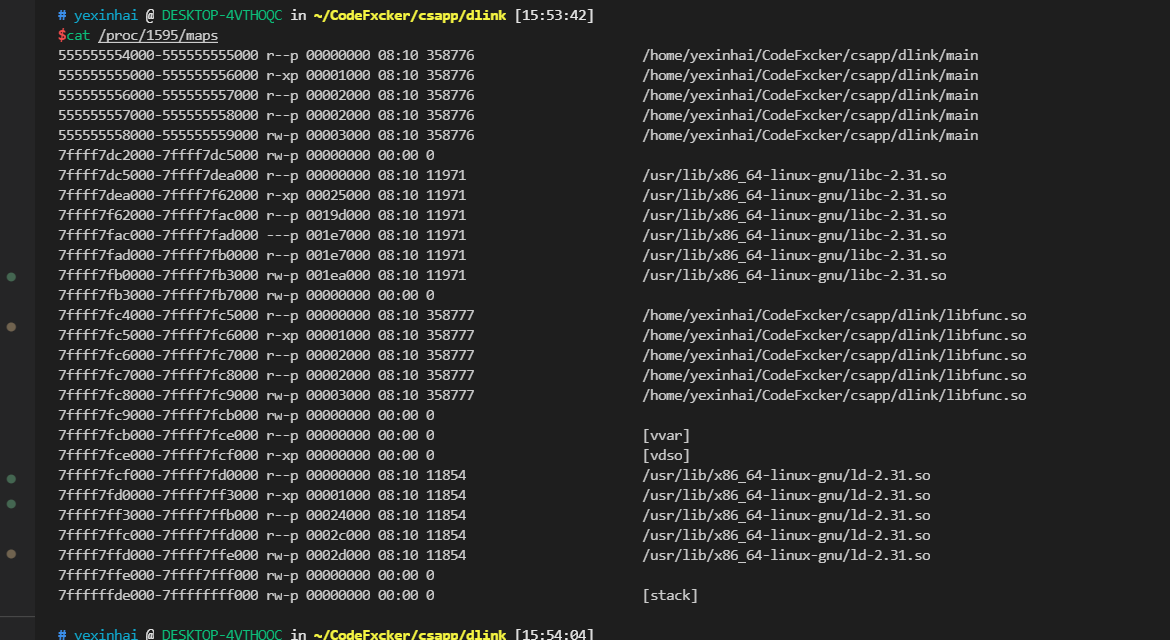 # yexinhai @ DESKTOP-4VTHOQC in ~/CodeFxcker/csapp/dlink [15:53:42]
$cat /proc/1595/maps
555555554000-555555555000 r--p 00000000 08:10 358776 /home/yexinhai/CodeFxcker/csapp/dlink/main
555555555000-555555556000 r-xp 00001000 08:10 358776 /home/yexinhai/CodeFxcker/csapp/dlink/main
555555556000-555555557000 r--p 00002000 08:10 358776 /home/yexinhai/CodeFxcker/csapp/dlink/main
555555557000-555555558000 r--p 00002000 08:10 358776 /home/yexinhai/CodeFxcker/csapp/dlink/main
555555558000-555555559000 rw-p 00003000 08:10 358776 /home/yexinhai/CodeFxcker/csapp/dlink/main
7ffff7dc2000-7ffff7dc5000 rw-p 00000000 00:00 0
7ffff7dc5000-7ffff7dea000 r--p 00000000 08:10 11971 /usr/lib/x86_64-linux-gnu/libc-2.31.so
7ffff7dea000-7ffff7f62000 r-xp 00025000 08:10 11971 /usr/lib/x86_64-linux-gnu/libc-2.31.so
7ffff7f62000-7ffff7fac000 r--p 0019d000 08:10 11971 /usr/lib/x86_64-linux-gnu/libc-2.31.so
7ffff7fac000-7ffff7fad000 ---p 001e7000 08:10 11971 /usr/lib/x86_64-linux-gnu/libc-2.31.so
7ffff7fad000-7ffff7fb0000 r--p 001e7000 08:10 11971 /usr/lib/x86_64-linux-gnu/libc-2.31.so
7ffff7fb0000-7ffff7fb3000 rw-p 001ea000 08:10 11971 /usr/lib/x86_64-linux-gnu/libc-2.31.so
7ffff7fb3000-7ffff7fb7000 rw-p 00000000 00:00 0
7ffff7fc4000-7ffff7fc5000 r--p 00000000 08:10 358777 /home/yexinhai/CodeFxcker/csapp/dlink/libfunc.so
7ffff7fc5000-7ffff7fc6000 r-xp 00001000 08:10 358777 /home/yexinhai/CodeFxcker/csapp/dlink/libfunc.so
7ffff7fc6000-7ffff7fc7000 r--p 00002000 08:10 358777 /home/yexinhai/CodeFxcker/csapp/dlink/libfunc.so
7ffff7fc7000-7ffff7fc8000 r--p 00002000 08:10 358777 /home/yexinhai/CodeFxcker/csapp/dlink/libfunc.so
7ffff7fc8000-7ffff7fc9000 rw-p 00003000 08:10 358777 /home/yexinhai/CodeFxcker/csapp/dlink/libfunc.so
7ffff7fc9000-7ffff7fcb000 rw-p 00000000 00:00 0
7ffff7fcb000-7ffff7fce000 r--p 00000000 00:00 0 [vvar]
7ffff7fce000-7ffff7fcf000 r-xp 00000000 00:00 0 [vdso]
7ffff7fcf000-7ffff7fd0000 r--p 00000000 08:10 11854 /usr/lib/x86_64-linux-gnu/ld-2.31.so
7ffff7fd0000-7ffff7ff3000 r-xp 00001000 08:10 11854 /usr/lib/x86_64-linux-gnu/ld-2.31.so
7ffff7ff3000-7ffff7ffb000 r--p 00024000 08:10 11854 /usr/lib/x86_64-linux-gnu/ld-2.31.so
7ffff7ffc000-7ffff7ffd000 r--p 0002c000 08:10 11854 /usr/lib/x86_64-linux-gnu/ld-2.31.so
7ffff7ffd000-7ffff7ffe000 rw-p 0002d000 08:10 11854 /usr/lib/x86_64-linux-gnu/ld-2.31.so
7ffff7ffe000-7ffff7fff000 rw-p 00000000 00:00 0
7ffffffde000-7ffffffff000 rw-p 00000000 00:00 0 [stack]
# yexinhai @ DESKTOP-4VTHOQC in ~/CodeFxcker/csapp/dlink [15:54:04]